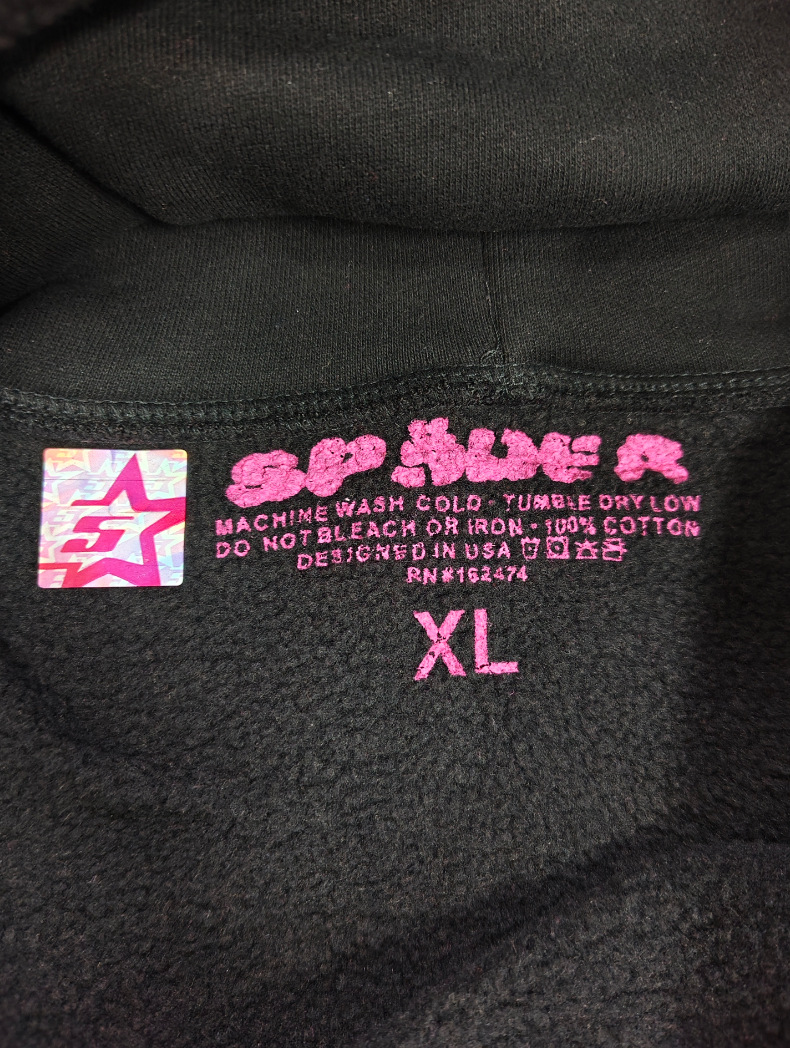 S
SP5DER
MACHINE WASH COLD · TUMBLE DRY LOW
DO NOT BLEACH OR IRON · 100% COTTON
DESIGNED IN USA
RN#162474
XL